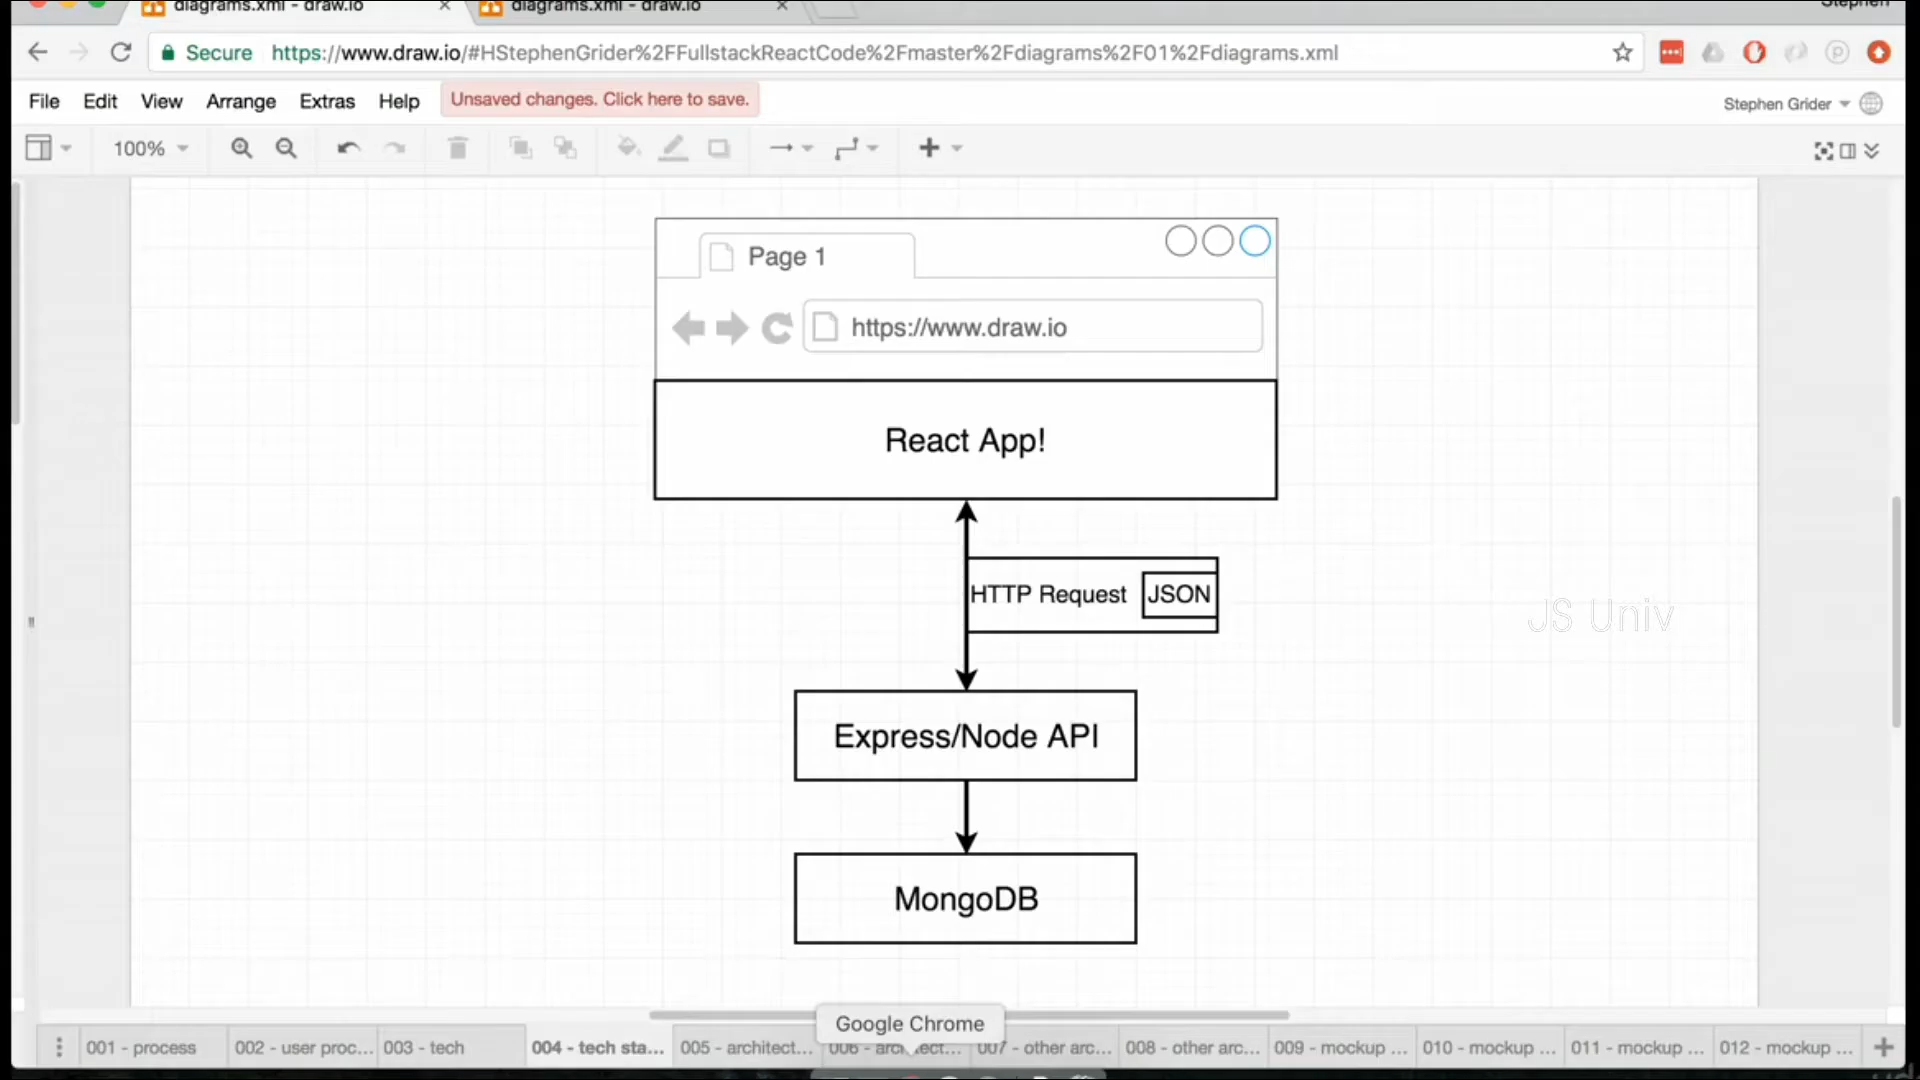 diagrams.xml - draw.io
diagrams.xml - draw.io
Stephen
Secure https://www.draw.io/#HStephenGrider%2FFullstackReactCode%2Fmaster%2Fdiagrams%2F01%2Fdiagrams.xml
File Edit View Arrange Extras Help Unsaved changes. Click here to save.
Stephen Grider
100%
Page 1
https://www.draw.io
React App!
HTTP Request JSON
JS Univ
Express/Node API
MongoDB
Google Chrome
001 - process 002 - user proc... 003 - tech 004 - tech sta... 005 - architect... 006 - architect... 007 - other arc... 008 - other arc... 009 - mockup ... 010 - mockup ... 011 - mockup ... 012 - mockup ...